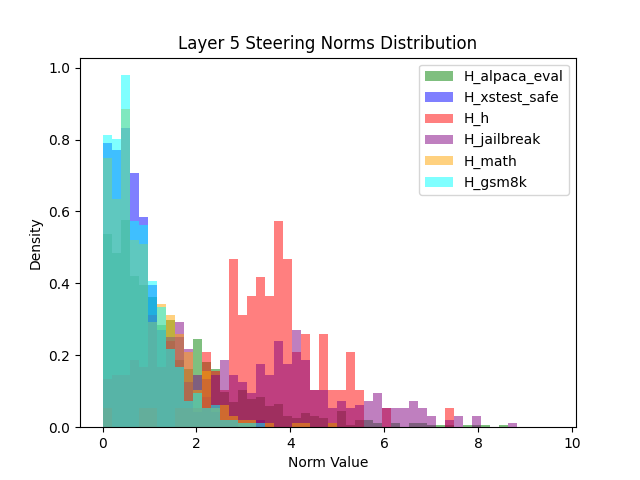 Layer 5 Steering Norms Distribution
H_alpaca_eval
H_xstest_safe
H_h
H_jailbreak
H_math
H_gsm8k
Density
1.0
0.8
0.6
0.4
0.2
0.0
0 2 4 6 8 10
Norm Value